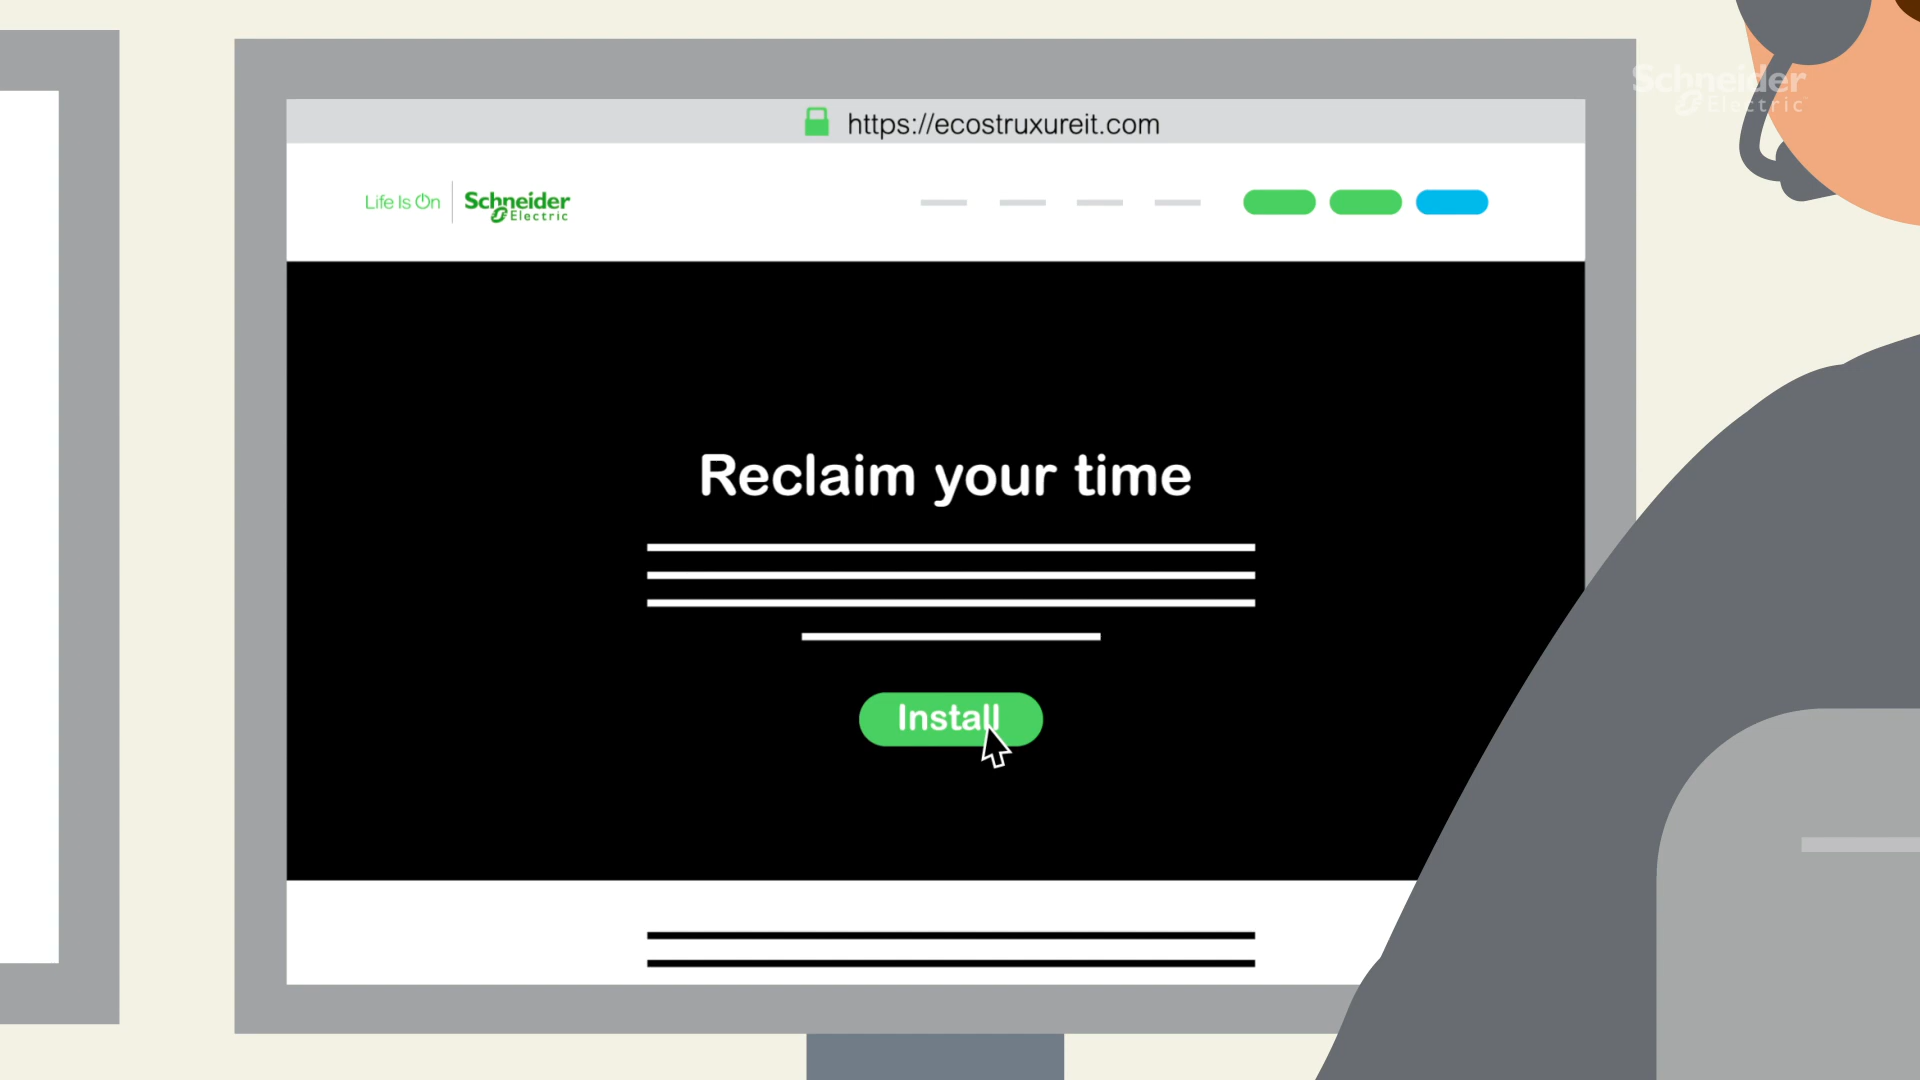 https://ecostruxureit.com
Life Is On
Schneider
Electric
Schneider
Electric
Reclaim your time
Install